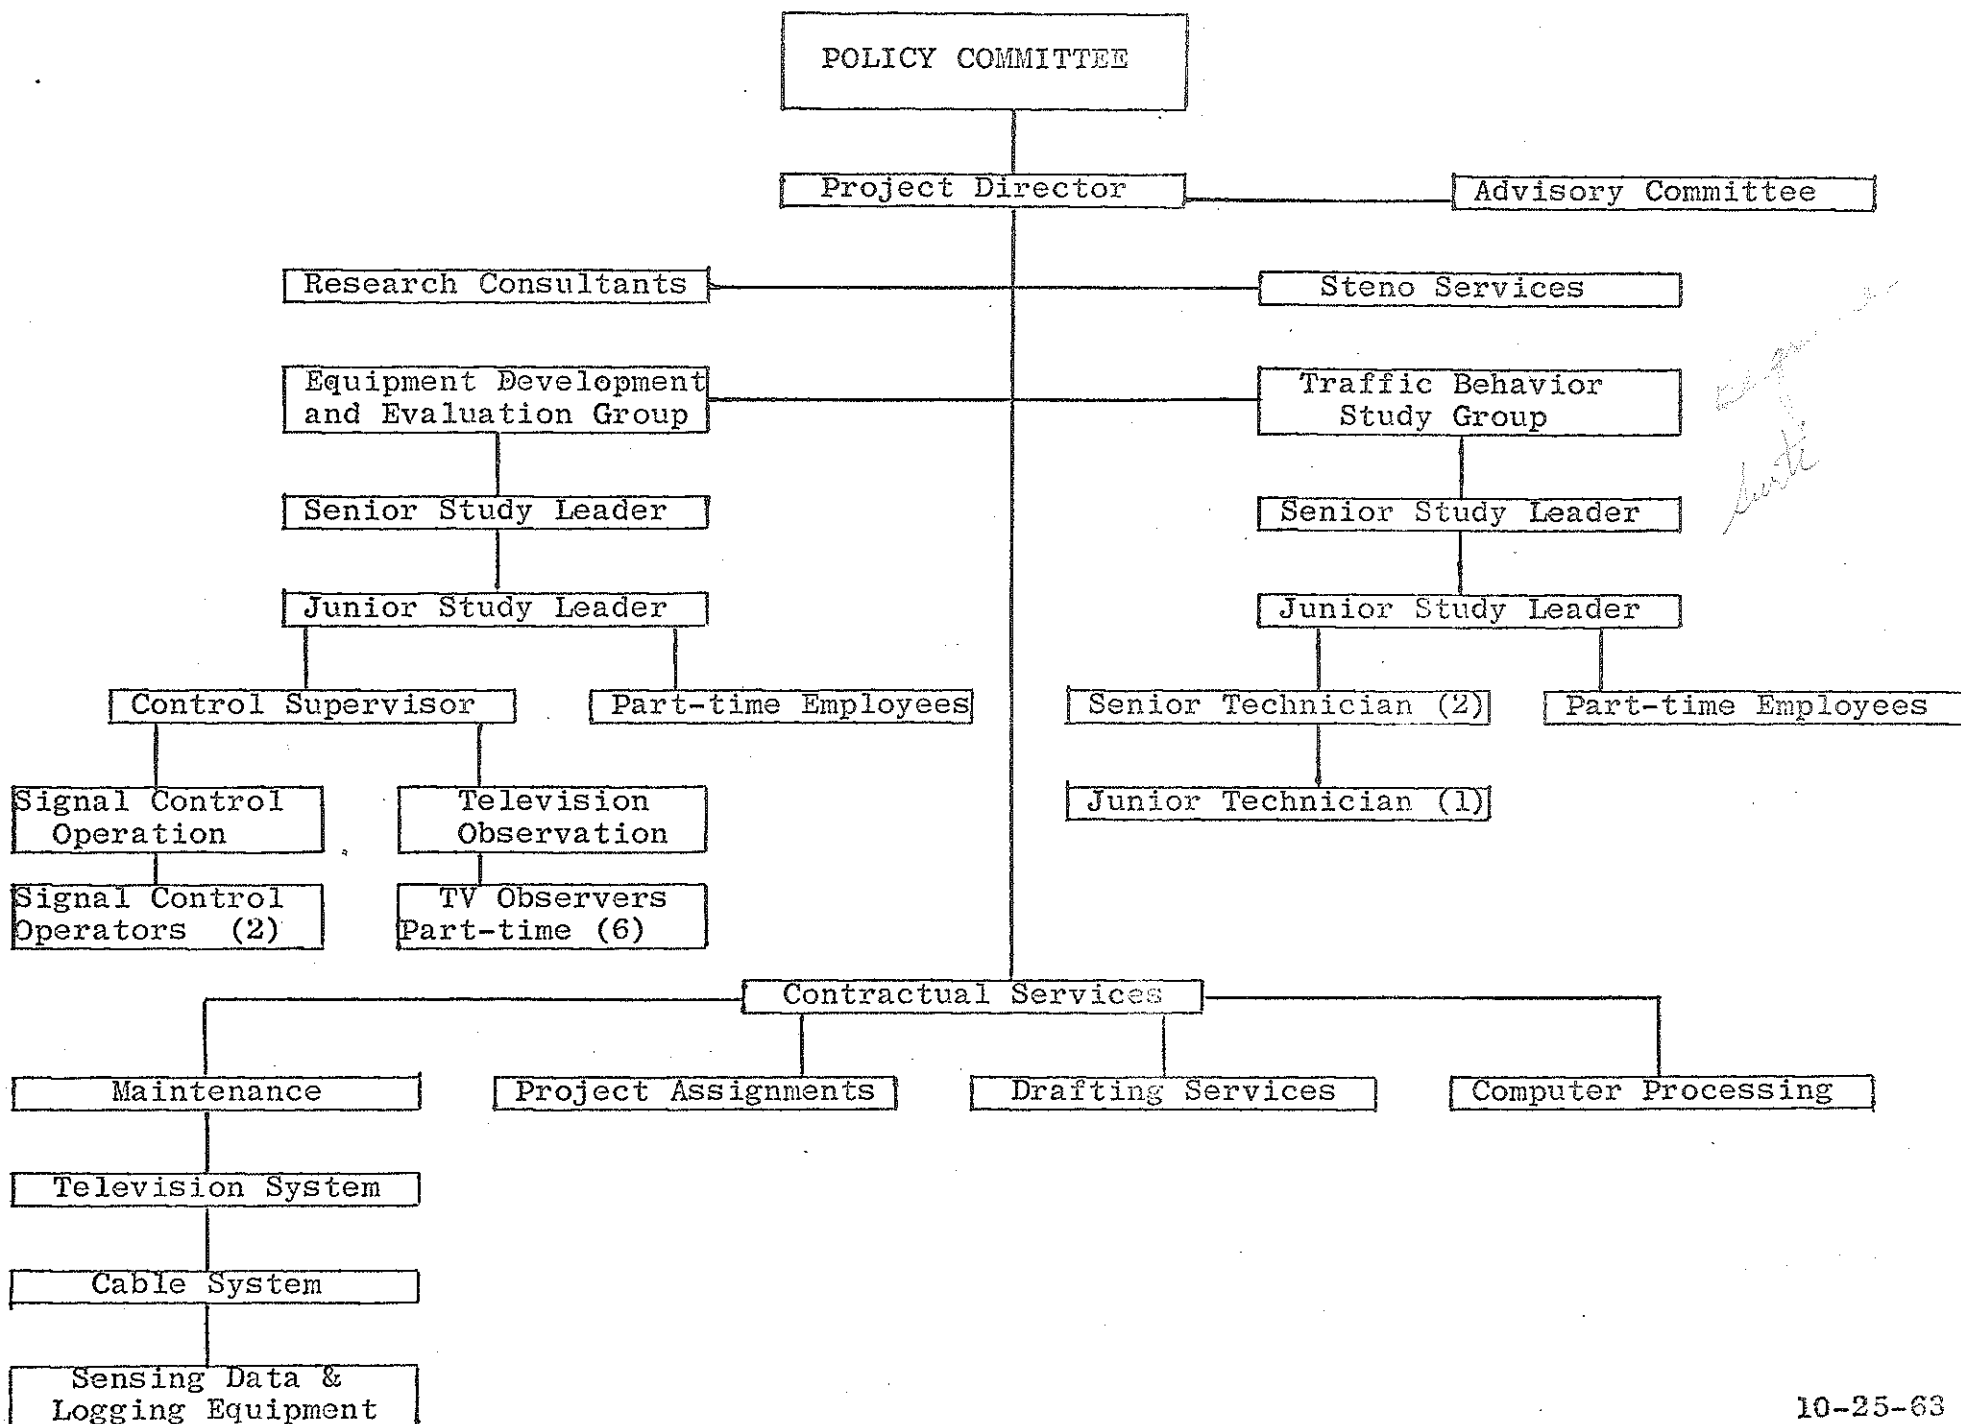 POLICY COMMITTEE
Project Director
Advisory Committee
Research Consultants
Steno Services
Equipment Development
and Evaluation Group
Traffic Behavior
Study Group
Senior Study Leader
Senior Study Leader
Junior Study Leader
Junior Study Leader
Control Supervisor
Part-time Employees
Senior Technician (2)
Part-time Employees
Signal Control
Operation
Television
Observation
Junior Technician (1)
Signal Control
Operators (2)
TV Observers
Part-time (6)
Contractual Services
Maintenance
Project Assignments
Drafting Services
Computer Processing
Television System
Cable System
Sensing Data &
Logging Equipment
10-25-63